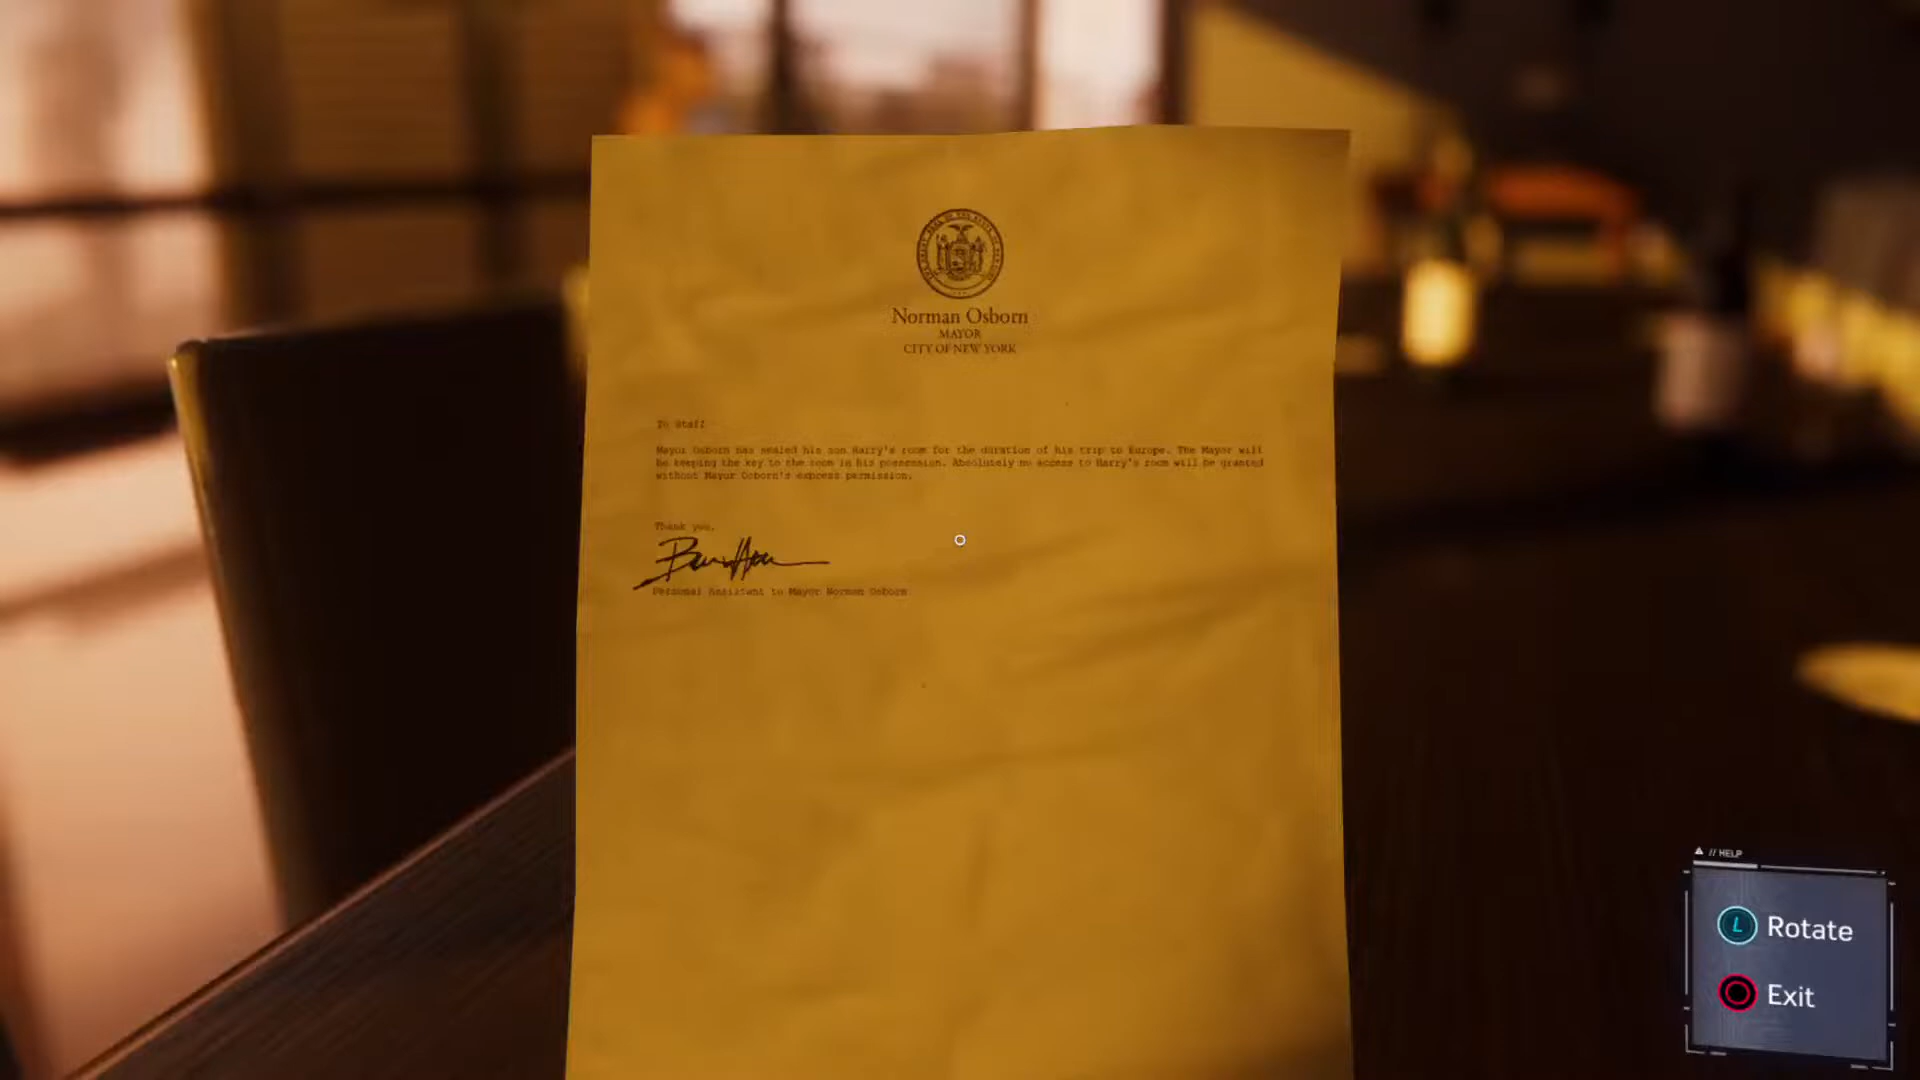 Norman Osborn
MAYOR
CITY OF NEW YORK
To Staff
Mayor Osborn has sealed his son Harry's room for the duration of his trip to Europe. The Mayor will
be keeping the key to the room in his possession. Absolutely no access to Harry's room will be granted
without Mayor Osborn's express permission.
Thank you,
Personal Assistant to Mayor Norman Osborn
// HELP
L Rotate
Exit